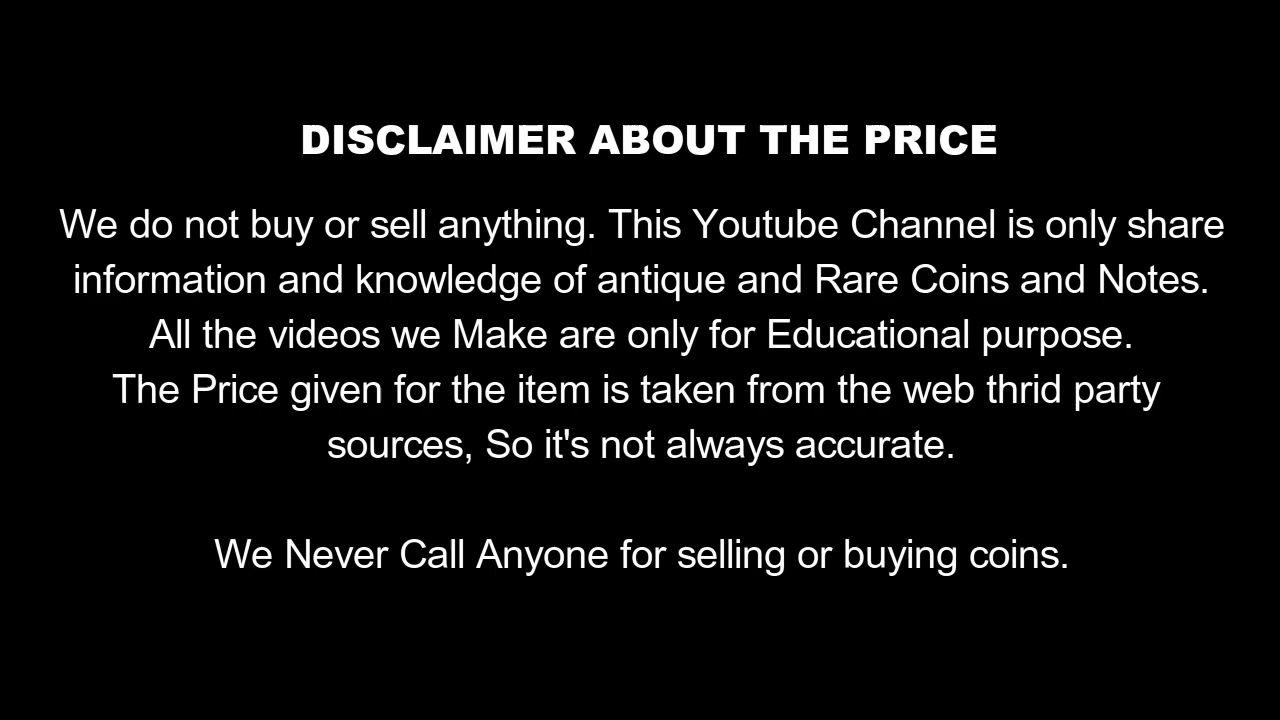 DISCLAIMER ABOUT THE PRICE
We do not buy or sell anything. This Youtube Channel is only share
information and knowledge of antique and Rare Coins and Notes.
All the videos we Make are only for Educational purpose.
The Price given for the item is taken from the web thrid party
sources, So it's not always accurate.
We Never Call Anyone for selling or buying coins.